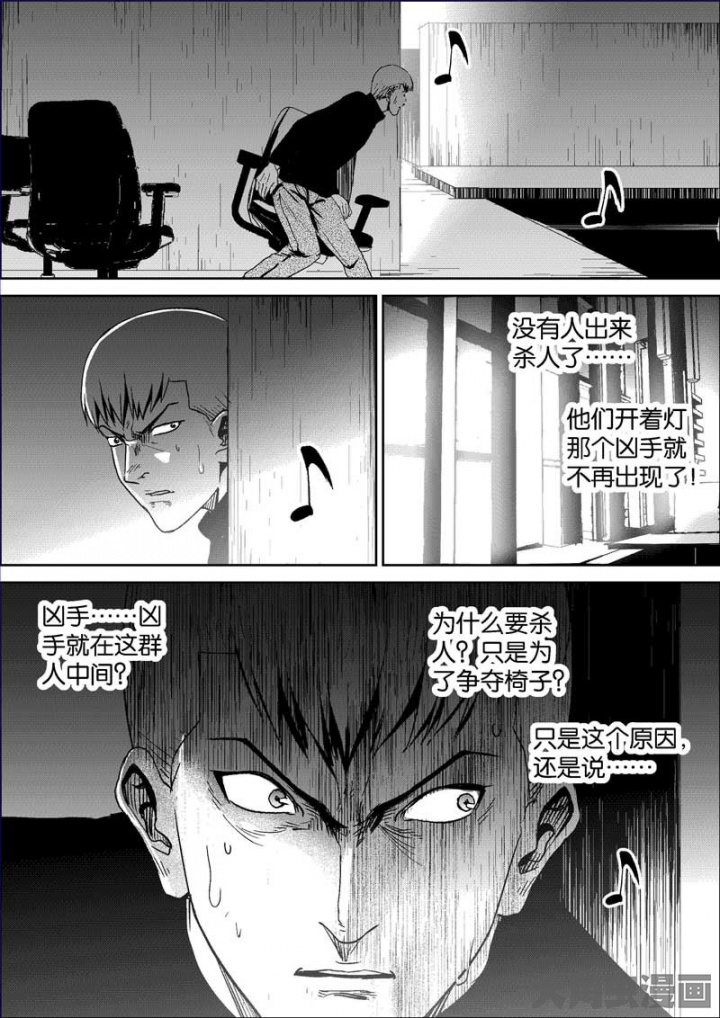 没有人出来
杀人了……
他们开着灯
那个凶手就
不再出现了！
凶手……凶
手就在这群
人中间？
为什么要杀
人？只是为
了争夺椅子？
只是这个原因，
还是说……
漫画